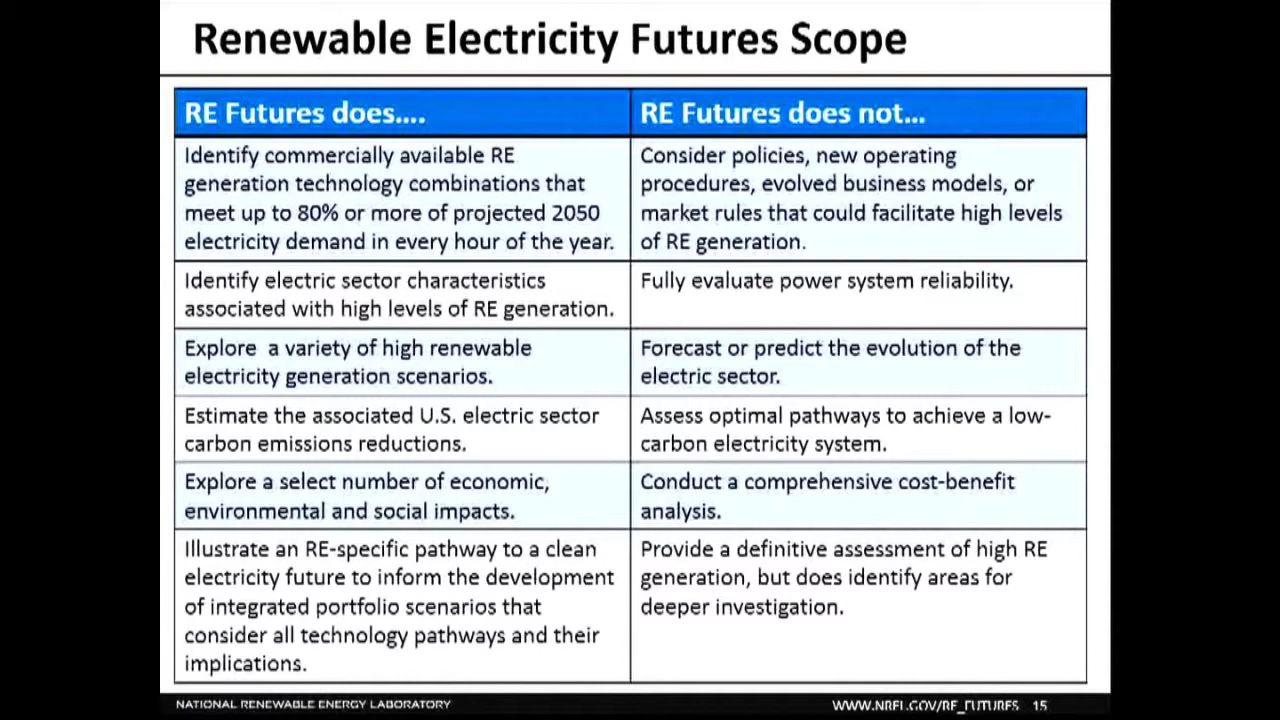 Renewable Electricity Futures Scope
RE Futures does....
RE Futures does not...
Identify commercially available RE
generation technology combinations that
meet up to 80% or more of projected 2050
electricity demand in every hour of the year.
Consider policies, new operating
procedures, evolved business models, or
market rules that could facilitate high levels
of RE generation.
Identify electric sector characteristics
associated with high levels of RE generation.
Fully evaluate power system reliability.
Explore a variety of high renewable
electricity generation scenarios.
Forecast or predict the evolution of the
electric sector.
Estimate the associated U.S. electric sector
carbon emissions reductions.
Assess optimal pathways to achieve a low-
carbon electricity system.
Explore a select number of economic,
environmental and social impacts.
Conduct a comprehensive cost-benefit
analysis.
Illustrate an RE-specific pathway to a clean
electricity future to inform the development
of integrated portfolio scenarios that
consider all technology pathways and their
implications.
Provide a definitive assessment of high RE
generation, but does identify areas for
deeper investigation.
NATIONAL RENEWABLE ENERGY LABORATORY
WWW.NREL.GOV/RE_FUTURES 15